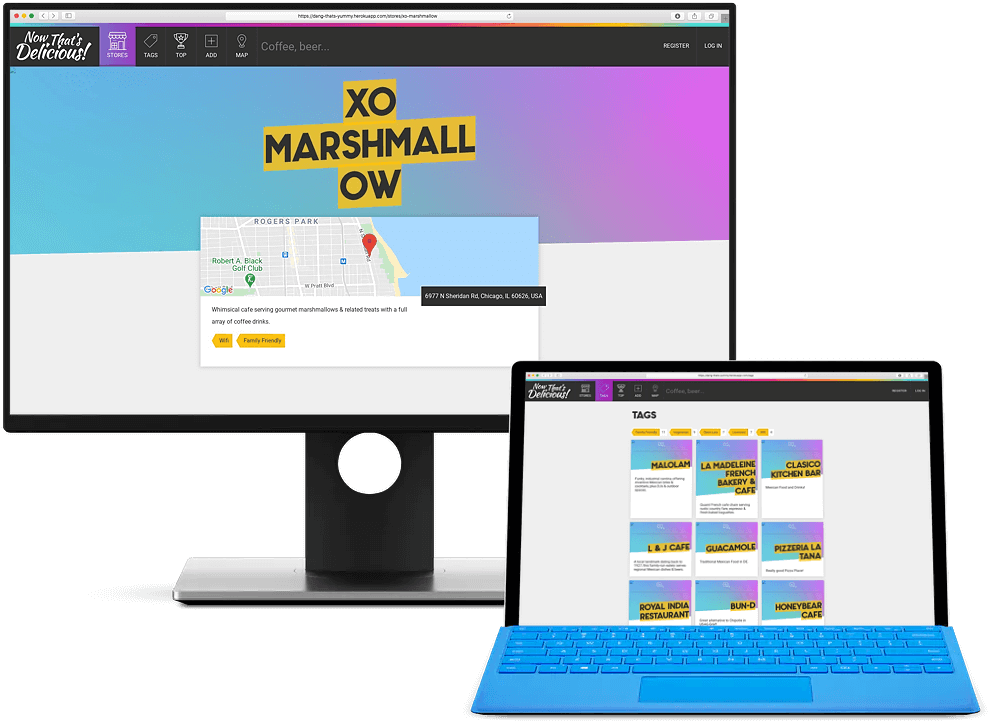 https://dang-thats-yummy.herokuapp.com/stores/xo-marshmallow
Now That's
Delicious!
STORES
TAGS
TOP
ADD
MAP
Coffee, beer...
REGISTER
LOG IN
XO
MARSHMALL
OW
ROGERS PARK
Robert A. Black
Golf Club
W Pratt Blvd
Google
6977 N Sheridan Rd, Chicago, IL 60626, USA
Whimsical cafe serving gourmet marshmallows & related treats with a full
array of coffee drinks.
Wifi
Family Friendly
Now That's
Delicious!
STORES
TAGS
TOP
ADD
MAP
Coffee, beer...
REGISTER
LOG IN
TAGS
Family Friendly
Wifi
MALOLAM
LA MADELEINE
FRENCH
BAKERY &
CAFE
CLASICO
KITCHEN BAR
Mexican Food and Drinks!
L & J CAFE
GUACAMOLE
Traditional Mexican Food in
PIZZERIA LA
TANA
Really good Pizza Place!
ROYAL INDIA
RESTAURANT
BUN-D
HONEYBEAR
CAFE